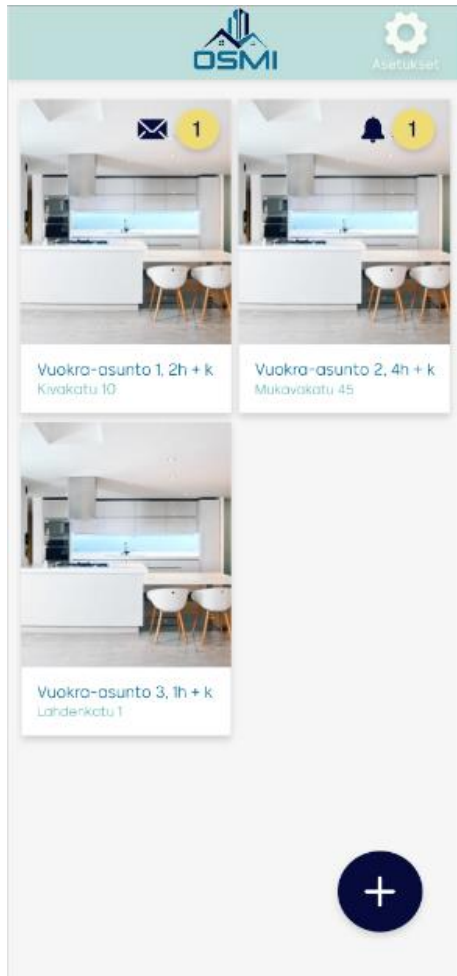 OSMI
Asetukset
1
1
Vuokra-asunto 1, 2h + k
Kivakatu 10
Vuokra-asunto 2, 4h + k
Mukavakatu 45
Vuokra-asunto 3, 1h + k
Lahdenkatu 1